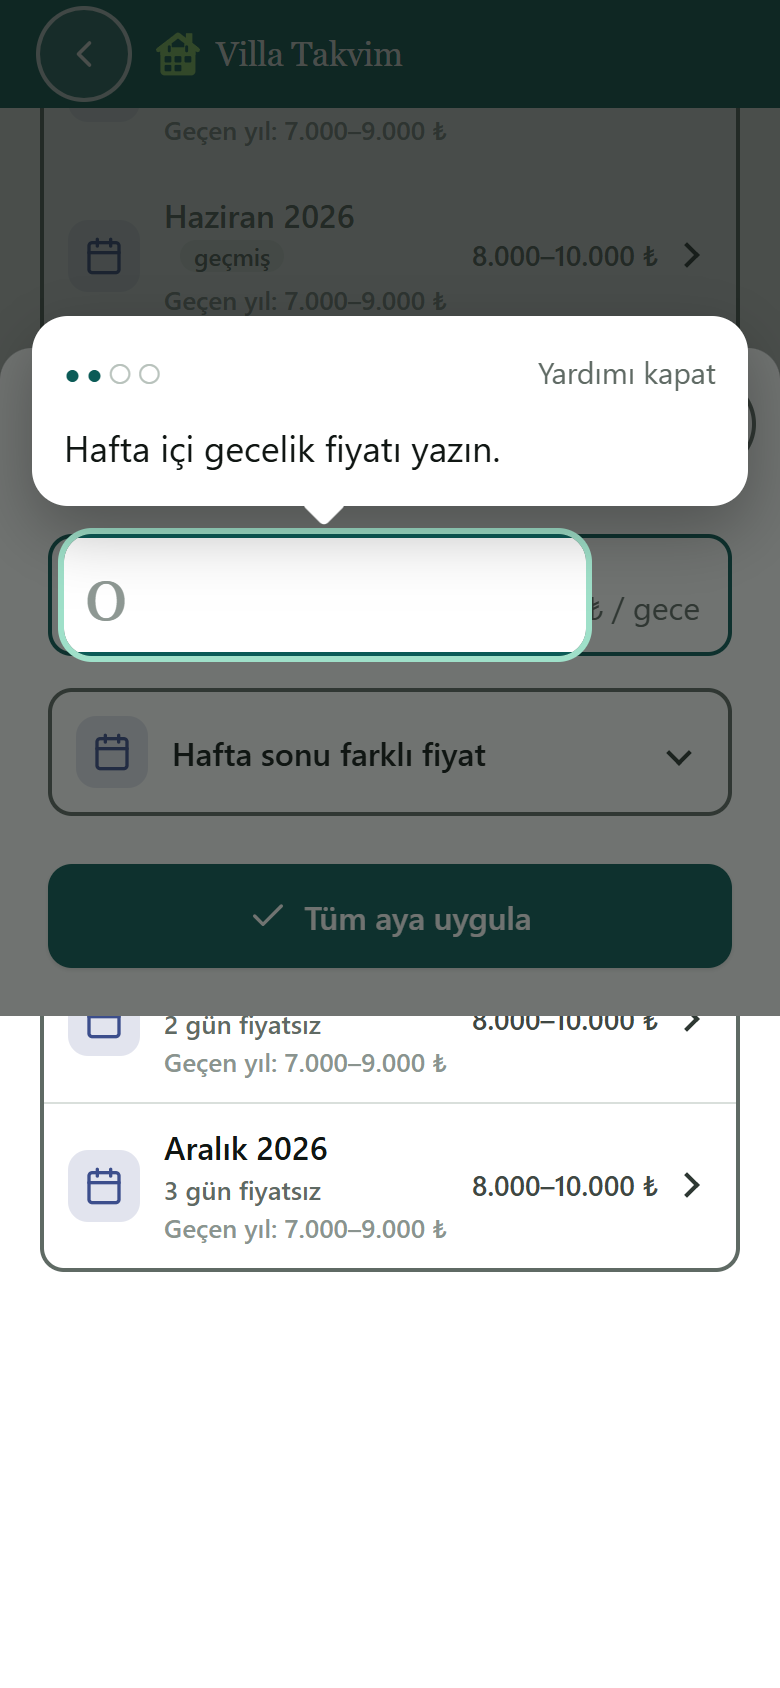 Villa Takvim
Geçen yıl: 7.000–9.000 ₺
Haziran 2026
geçmiş
8.000–10.000 ₺
Geçen yıl: 7.000–9.000 ₺
Yardımı kapat
Hafta içi gecelik fiyatı yazın.
0
₺ / gece
Hafta sonu farklı fiyat
Tüm aya uygula
2 gün fiyatsız
8.000–10.000 ₺
Geçen yıl: 7.000–9.000 ₺
Aralık 2026
3 gün fiyatsız
8.000–10.000 ₺
Geçen yıl: 7.000–9.000 ₺